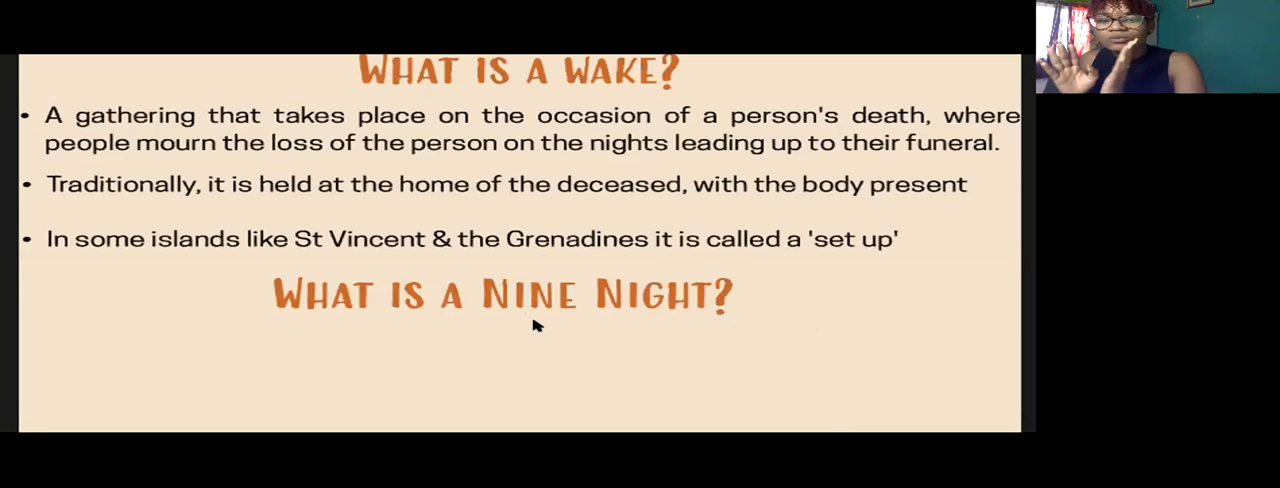 WHAT IS A WAKE?
• A gathering that takes place on the occasion of a person's death, where
people mourn the loss of the person on the nights leading up to their funeral.
• Traditionally, it is held at the home of the deceased, with the body present
• In some islands like St Vincent & the Grenadines it is called a 'set up'
WHAT IS A NINE NIGHT?